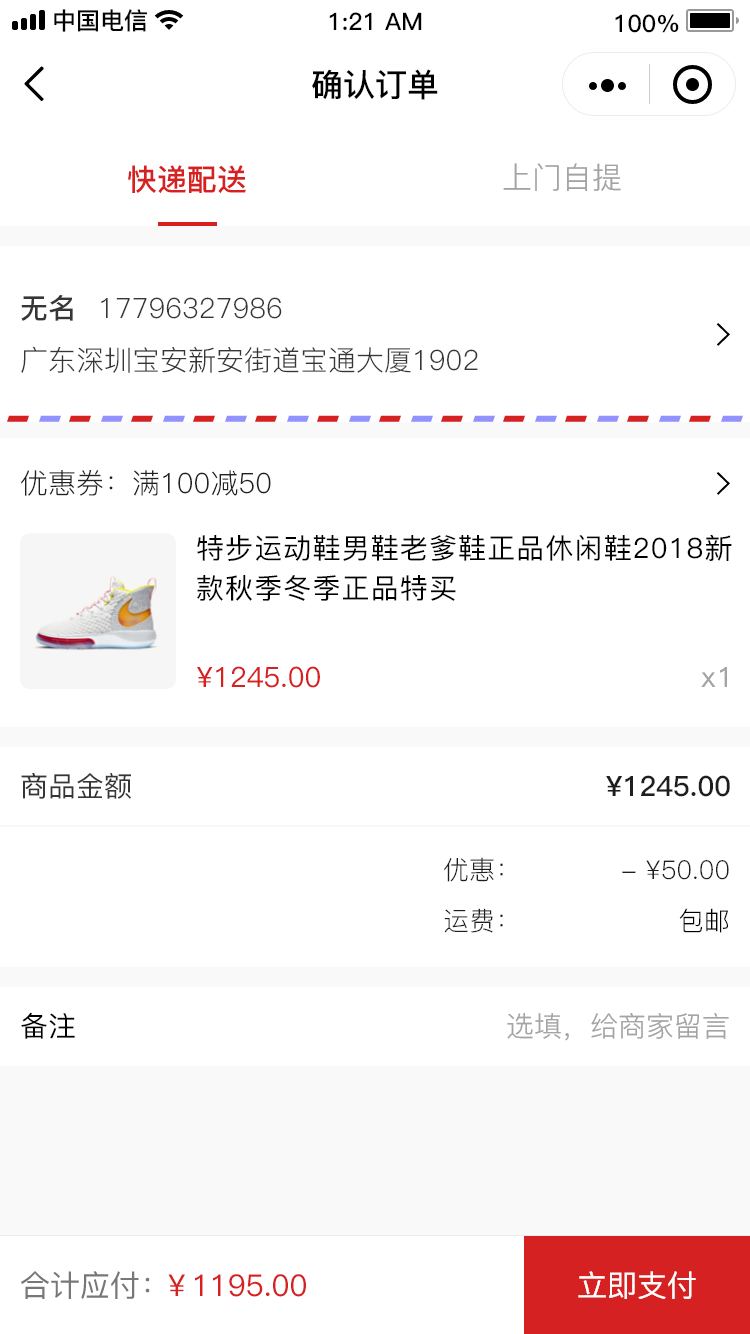 中国电信 1:21 AM 100%
确认订单
快递配送 上门自提
无名 17796327986
广东深圳宝安新安街道宝通大厦1902
优惠券：满100减50
特步运动鞋男鞋老爹鞋正品休闲鞋2018新
款秋季冬季正品特买
¥1245.00 x1
商品金额 ¥1245.00
优惠： – ¥50.00
运费： 包邮
备注 选填，给商家留言
合计应付：¥ 1195.00 立即支付